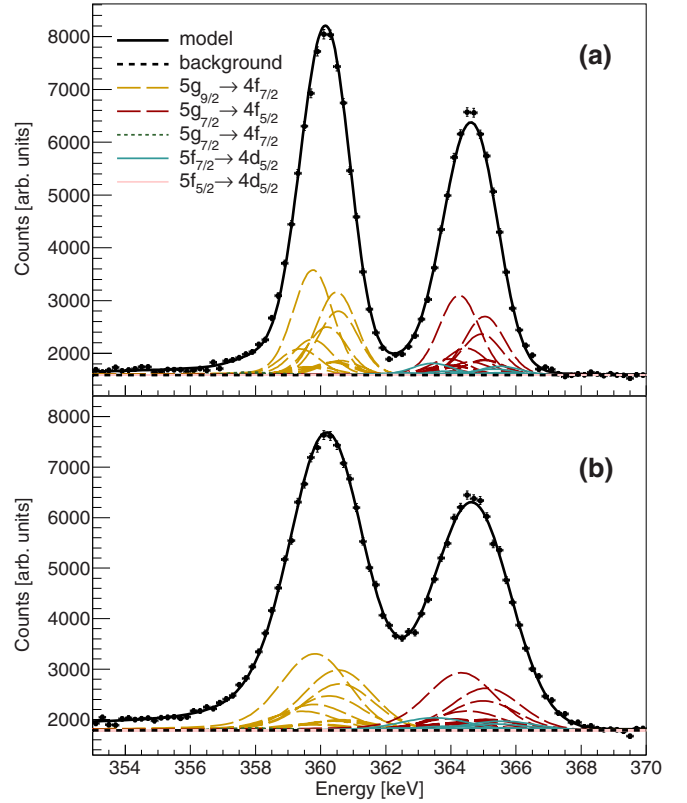 (a)
model
background
5g9/2→ 4f7/2
5g7/2→ 4f5/2
5g7/2→ 4f7/2
5f7/2→ 4d5/2
5f5/2→ 4d5/2
Counts [arb. units]
8000
7000
6000
5000
4000
3000
2000
(b)
Counts [arb. units]
8000
7000
6000
5000
4000
3000
2000
354 356 358 360 362 364 366 368 370
Energy [keV]